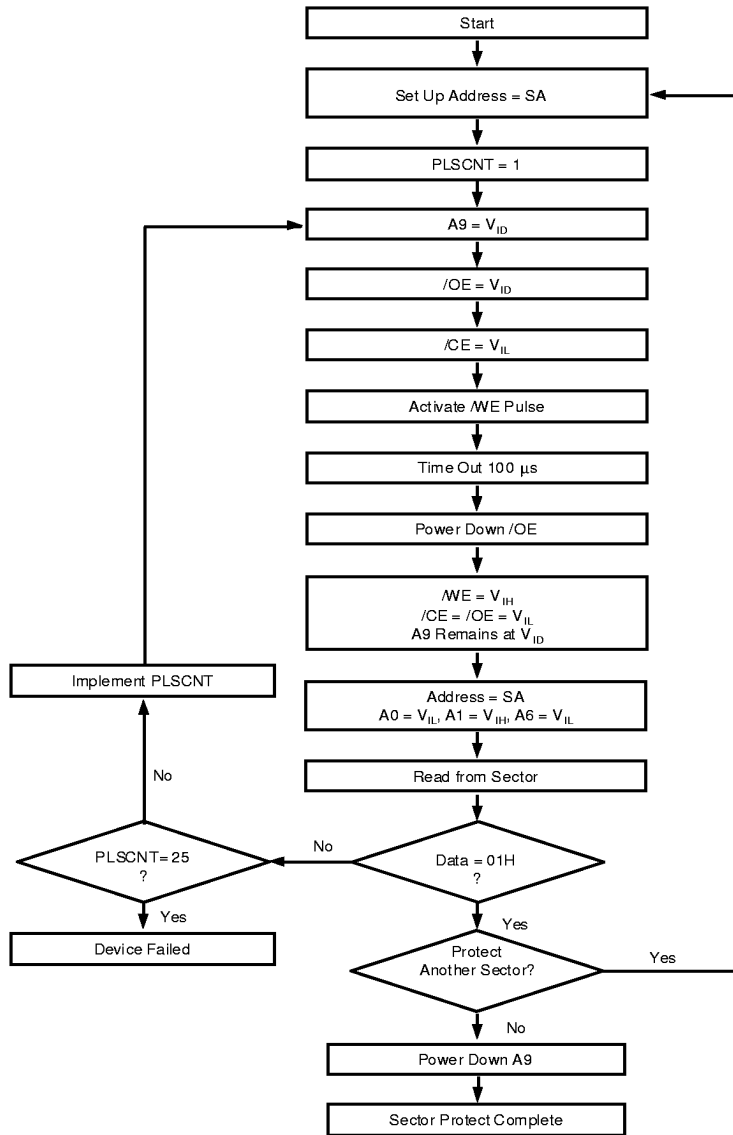 Start
Set Up Address = SA
PLSCNT = 1
A9 = VID
/OE = VID
/CE = VIL
Activate /WE Pulse
Time Out 100 µs
Power Down /OE
/WE = VIH
/CE = /OE = VIL
A9 Remains at VID
Implement PLSCNT
Address = SA
A0 = VIL, A1 = VIH, A6 = VIL
Read from Sector
No
PLSCNT= 25
?
No
Data = 01H
?
Yes
Device Failed
Yes
Protect
Another Sector?
Yes
No
Power Down A9
Sector Protect Complete